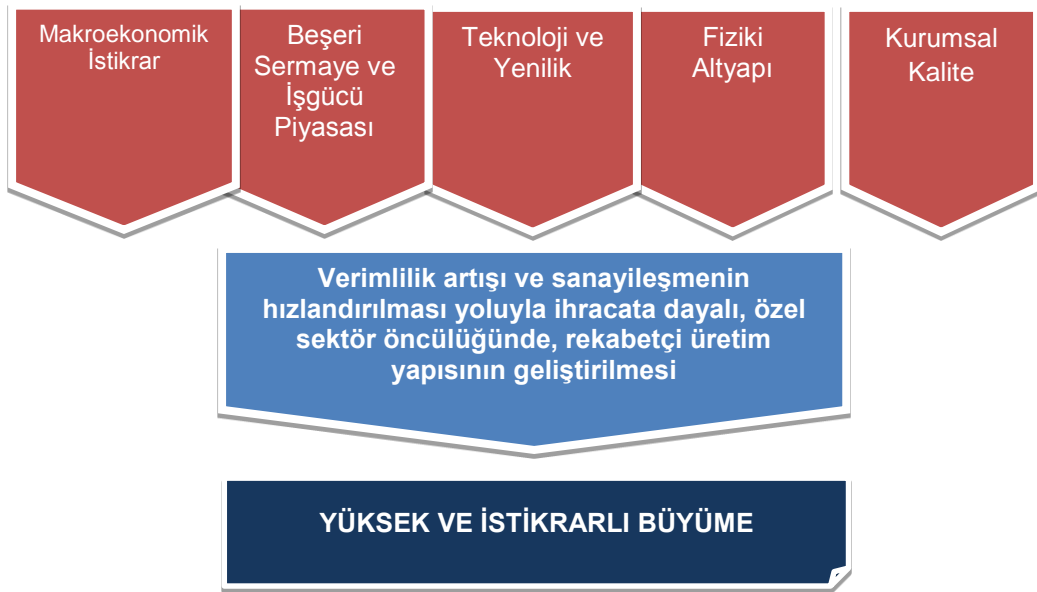 Makroekonomik
İstikrar
Beşeri
Sermaye ve
İşgücü
Piyasası
Teknoloji ve
Yenilik
Fiziki
Altyapı
Kurumsal
Kalite
Verimlilik artışı ve sanayileşmenin
hızlandırılması yoluyla ihracata dayalı, özel
sektör öncülüğünde, rekabetçi üretim
yapısının geliştirilmesi
YÜKSEK VE İSTİKRARLI BÜYÜME